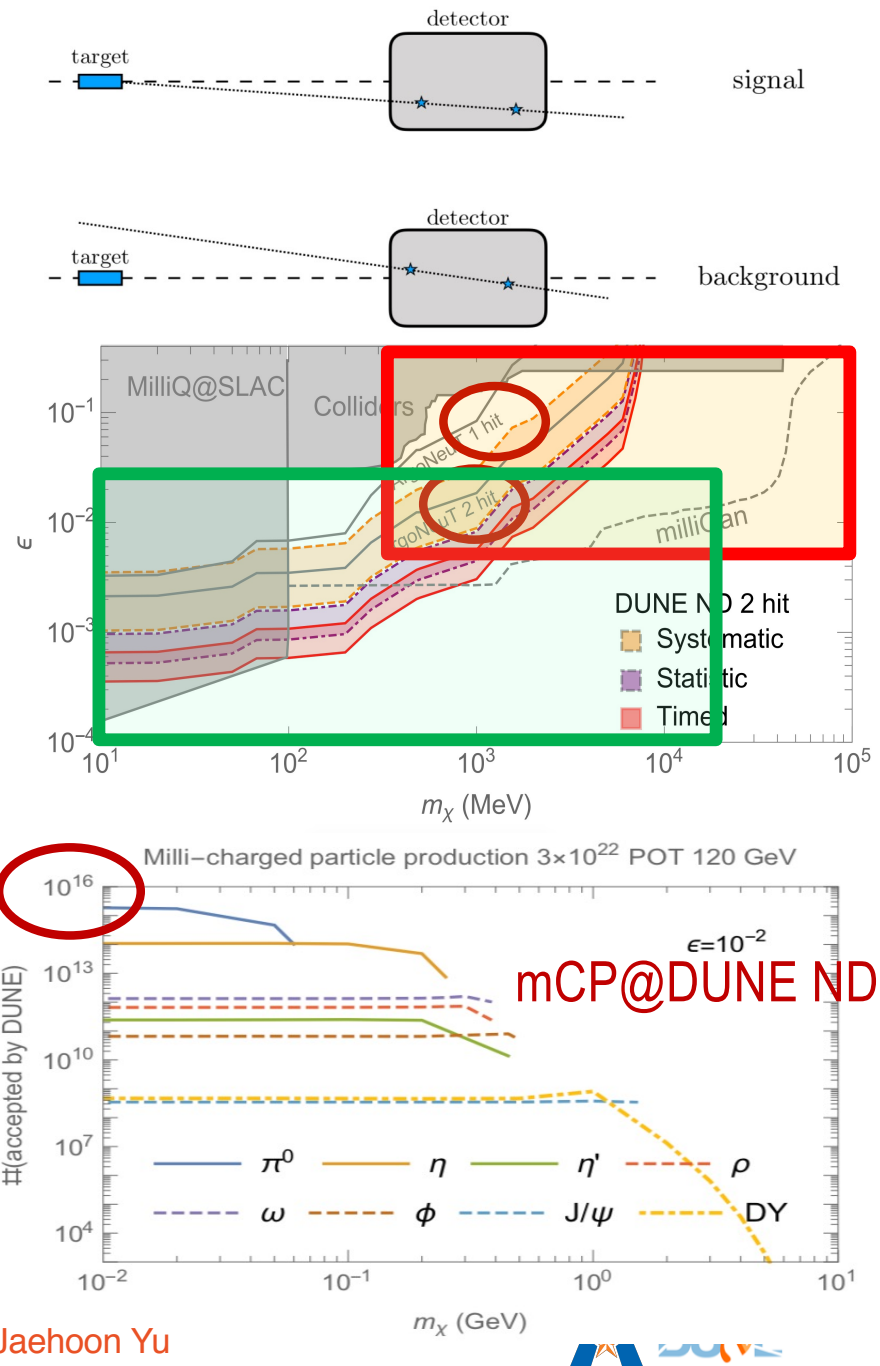 detector
target
signal
detector
target
background
MilliQ@SLAC
Colliders
ArgoNeuT 1 hit
ArgoNeuT 2 hit
milliQan
DUNE ND 2 hit
Systematic
Statistic
Timed
ϵ
10⁻¹
10⁻²
10⁻³
10⁻⁴
10¹ 10² 10³ 10⁴ 10⁵
mχ (MeV)
Milli−charged particle production 3×10²² POT 120 GeV
ϵ=10⁻²
mCP@DUNE ND
#(accepted by DUNE)
10¹⁶
10¹³
10¹⁰
10⁷
10⁴
π⁰ η η' ρ
ω ϕ J/ψ DY
10⁻² 10⁻¹ 10⁰ 10¹
mχ (GeV)
Jaehoon Yu